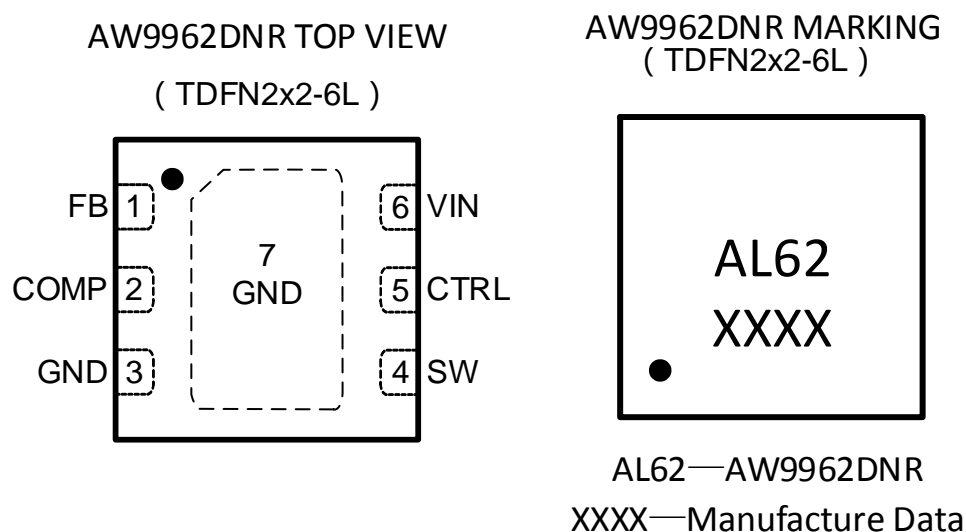 AW9962DNR TOP VIEW
( TDFN2x2-6L )
FB 1
COMP 2
GND 3
7
GND
6 VIN
5 CTRL
4 SW
AW9962DNR MARKING
( TDFN2x2-6L )
AL62
XXXX
AL62—AW9962DNR
XXXX—Manufacture Data